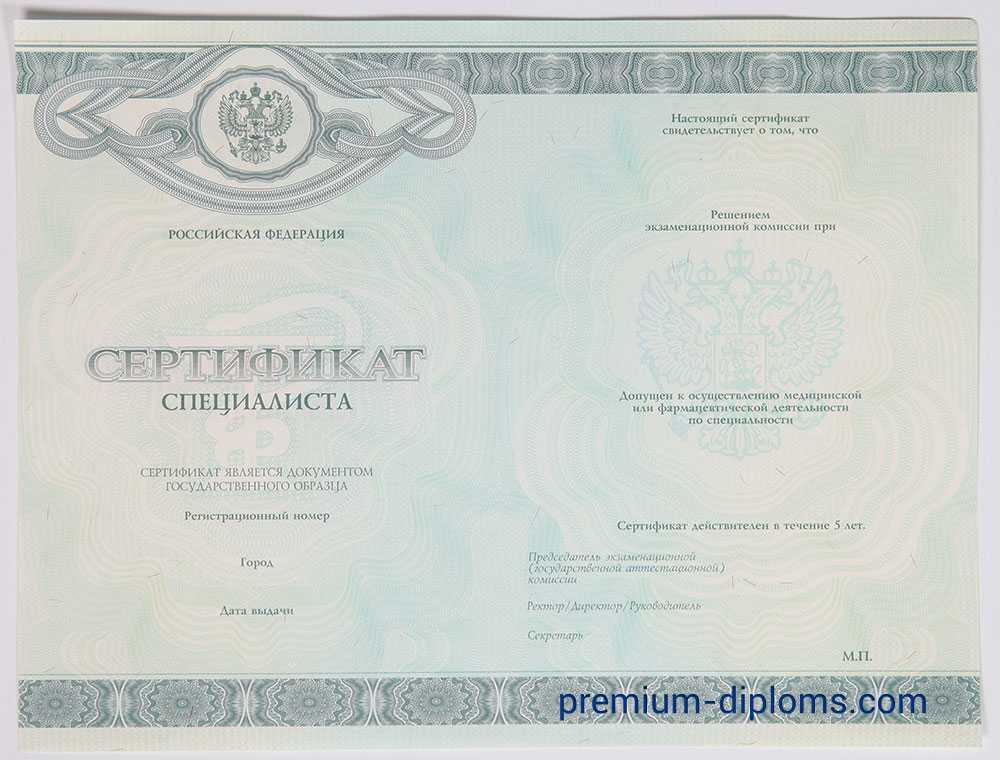 РОССИЙСКАЯ ФЕДЕРАЦИЯ
СЕРТИФИКАТ
СПЕЦИАЛИСТА
СЕРТИФИКАТ ЯВЛЯЕТСЯ ДОКУМЕНТОМ
ГОСУДАРСТВЕННОГО ОБРАЗЦА
Регистрационный номер
Город
Дата выдачи
Настоящий сертификат
свидетельствует о том, что
Решением
экзаменационной комиссии при
Допущен к осуществлению медицинской
или фармацевтической деятельности
по специальности
Сертификат действителен в течение 5 лет.
Председатель экзаменационной
(государственной аттестационной)
комиссии
Ректор/Директор/Руководитель
Секретарь
М.П.
premium-diploms.com